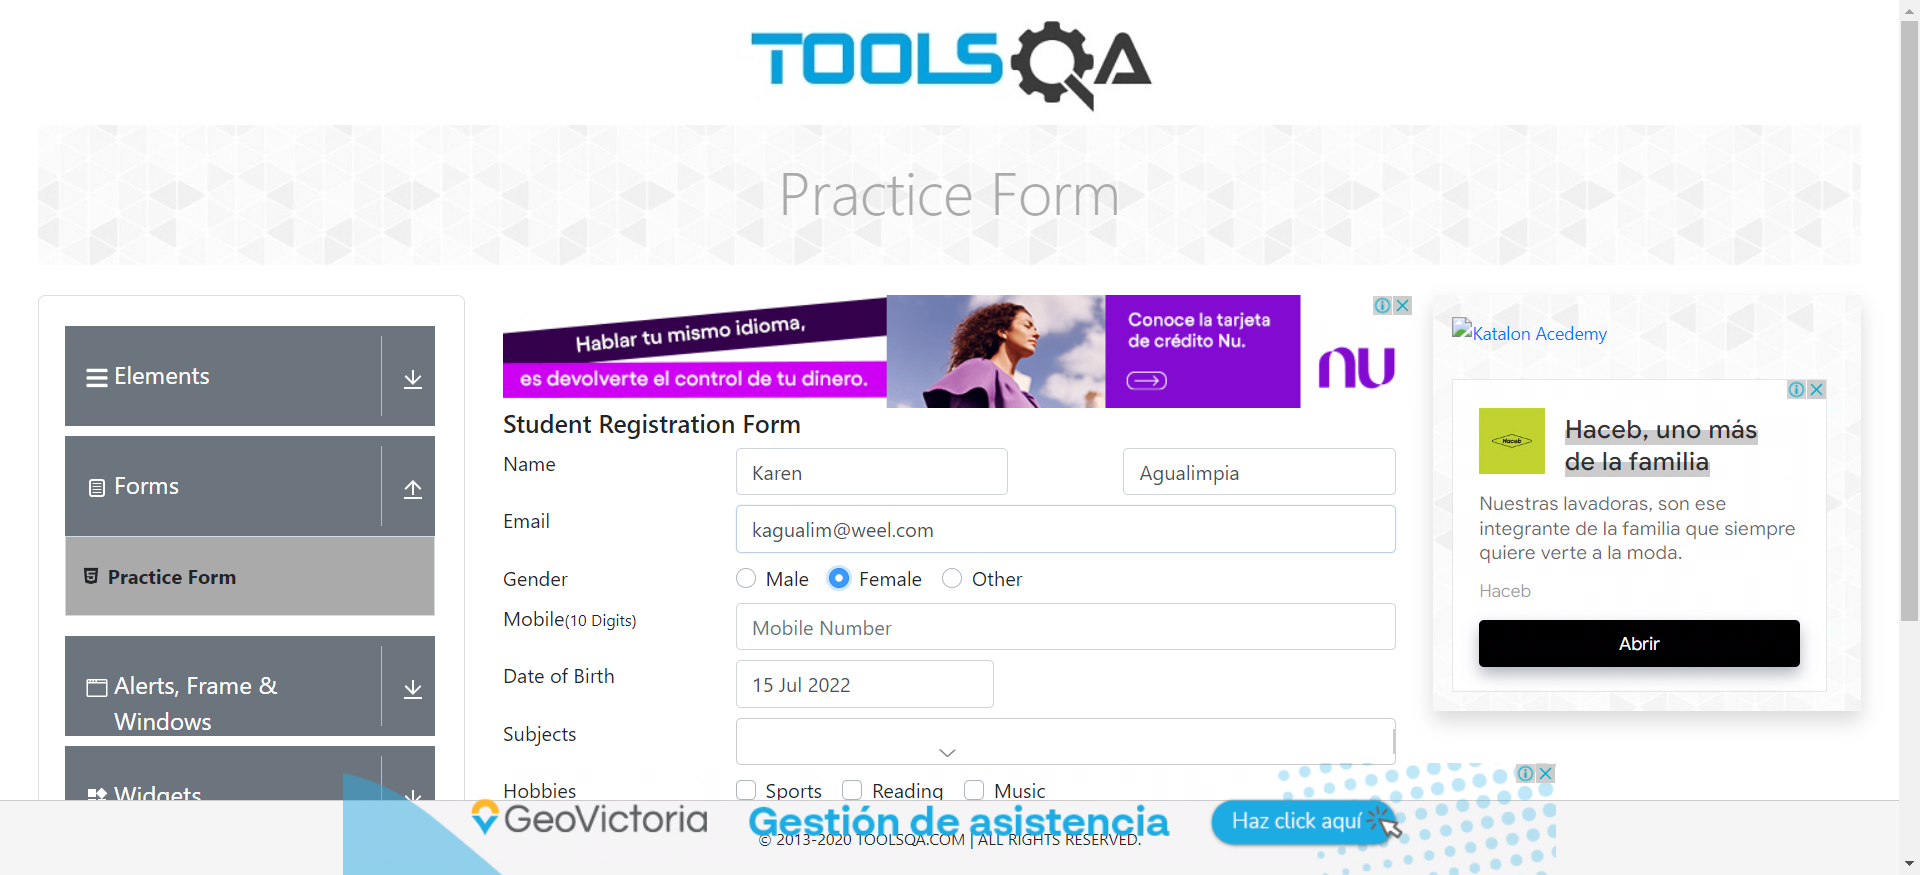 TOOLSQA
Practice Form
Elements
Forms
Practice Form
Alerts, Frame &
Windows
Widgets
Hablar tu mismo idioma,
es devolverte el control de tu dinero.
Conoce la tarjeta
de crédito Nu.
nu
Student Registration Form
Name
Karen
Agualimpia
Email
kagualim@weel.com
Gender
Male
Female
Other
Mobile(10 Digits)
Mobile Number
Date of Birth
15 Jul 2022
Subjects
Hobbies
Sports
Reading
Music
Katalon Acedemy
Haceb
Haceb, uno más
de la familia
Nuestras lavadoras, son ese
integrante de la familia que siempre
quiere verte a la moda.
Haceb
Abrir
GeoVictoria
Gestión de asistencia
Haz click aquí
© 2013-2020 TOOLSQA.COM | ALL RIGHTS RESERVED.